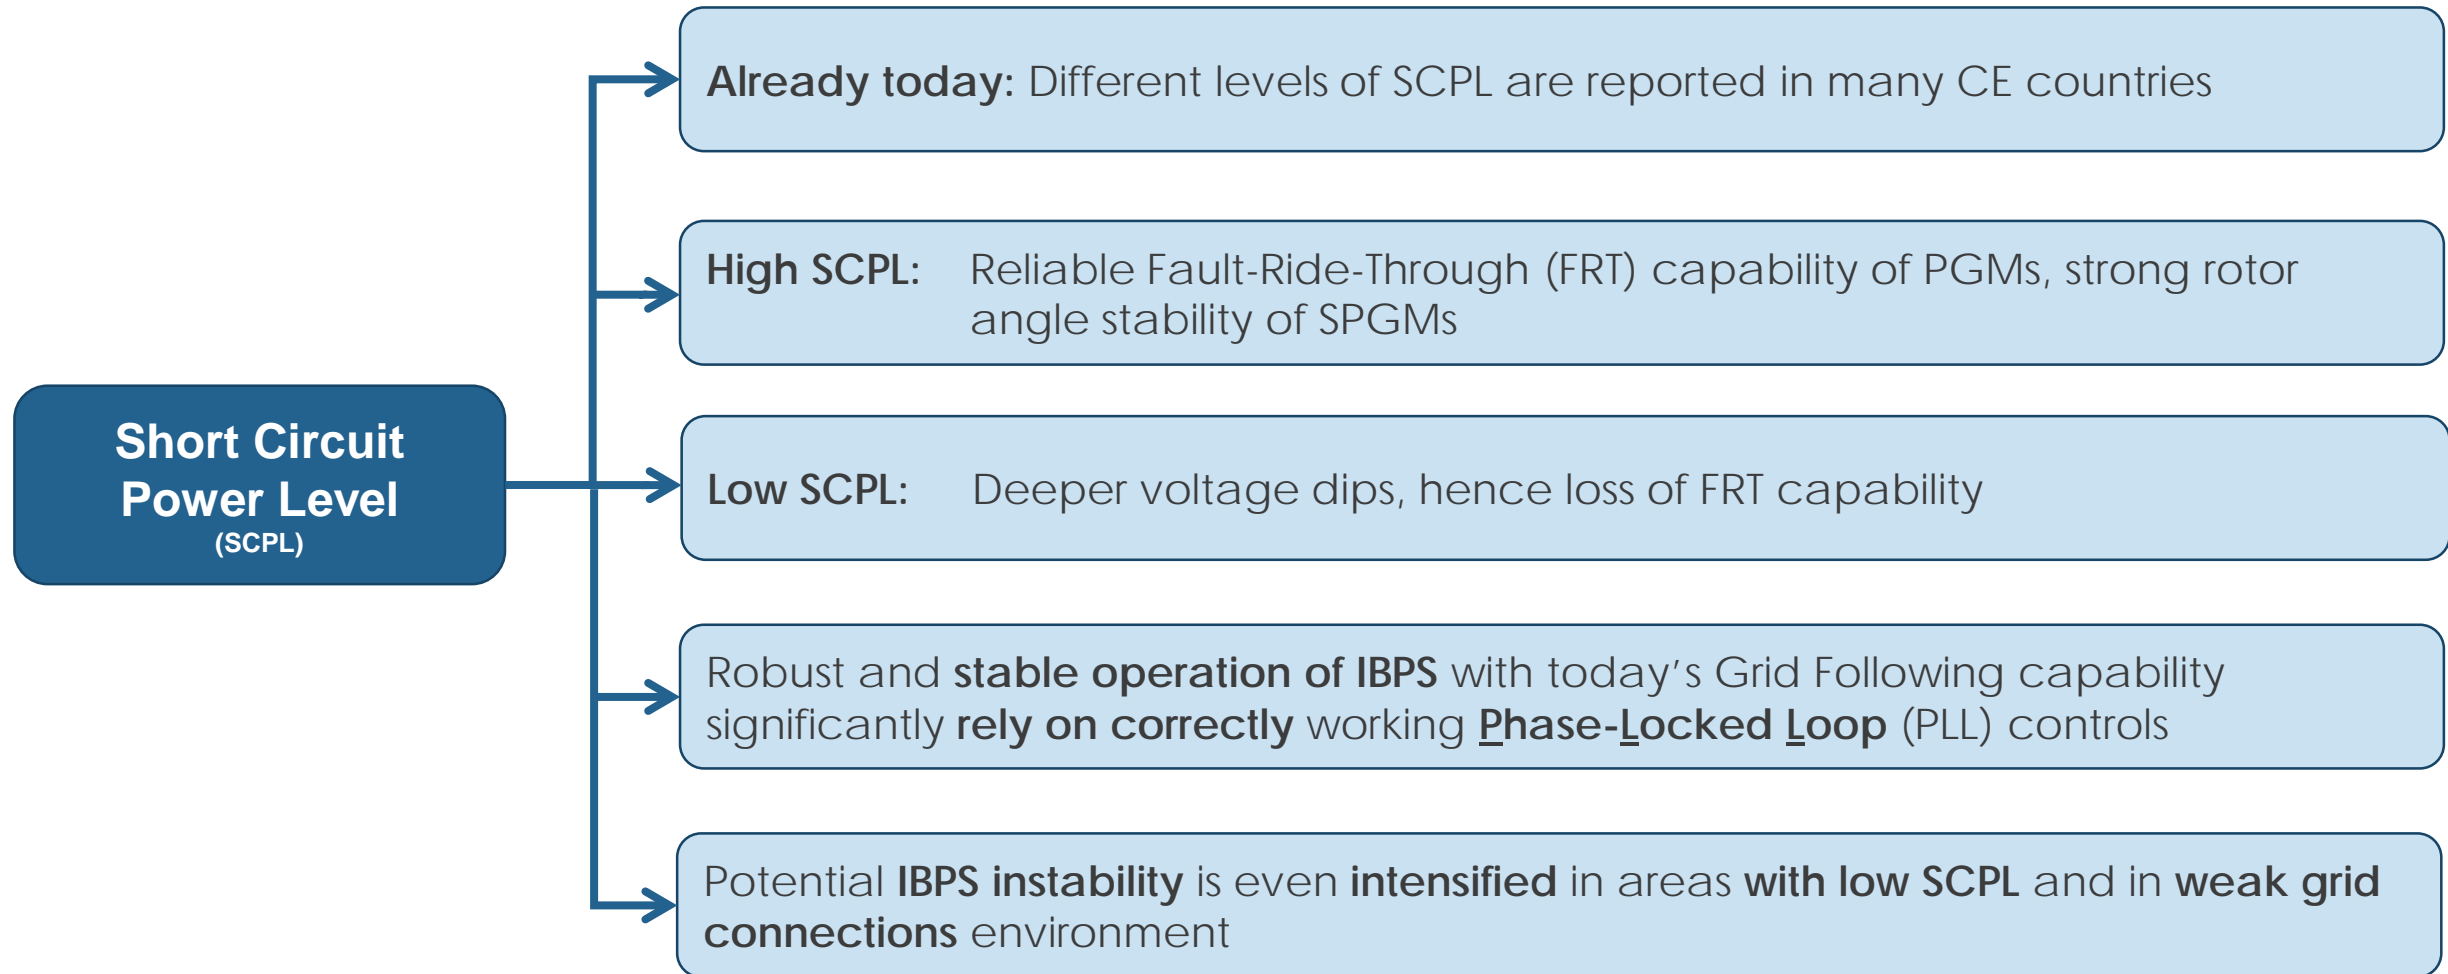 Already today: Different levels of SCPL are reported in many CE countries
High SCPL: Reliable Fault-Ride-Through (FRT) capability of PGMs, strong rotor
angle stability of SPGMs
Short Circuit
Power Level
(SCPL)
Low SCPL: Deeper voltage dips, hence loss of FRT capability
Robust and stable operation of IBPS with today's Grid Following capability
significantly rely on correctly working Phase-Locked Loop (PLL) controls
Potential IBPS instability is even intensified in areas with low SCPL and in weak grid
connections environment